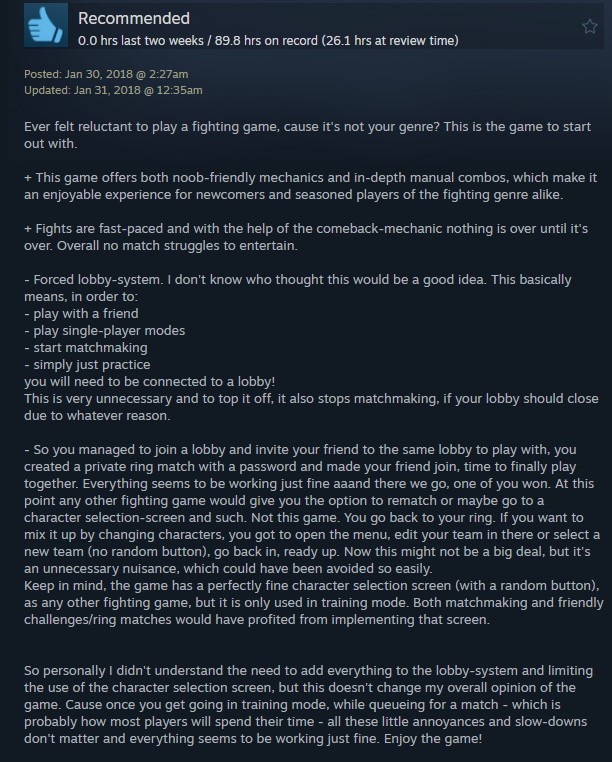 Recommended
0.0 hrs last two weeks / 89.8 hrs on record (26.1 hrs at review time)
Posted: Jan 30, 2018 @ 2:27am
Updated: Jan 31, 2018 @ 12:35am
Ever felt reluctant to play a fighting game, cause it's not your genre? This is the game to start
out with.
+ This game offers both noob-friendly mechanics and in-depth manual combos, which make it
an enjoyable experience for newcomers and seasoned players of the fighting genre alike.
+ Fights are fast-paced and with the help of the comeback-mechanic nothing is over until it's
over. Overall no match struggles to entertain.
- Forced lobby-system. I don't know who thought this would be a good idea. This basically
means, in order to:
- play with a friend
- play single-player modes
- start matchmaking
- simply just practice
you will need to be connected to a lobby!
This is very unnecessary and to top it off, it also stops matchmaking, if your lobby should close
due to whatever reason.
- So you managed to join a lobby and invite your friend to the same lobby to play with, you
created a private ring match with a password and made your friend join, time to finally play
together. Everything seems to be working just fine aaand there we go, one of you won. At this
point any other fighting game would give you the option to rematch or maybe go to a
character selection-screen and such. Not this game. You go back to your ring. If you want to
mix it up by changing characters, you got to open the menu, edit your team in there or select a
new team (no random button), go back in, ready up. Now this might not be a big deal, but it's
an unnecessary nuisance, which could have been avoided so easily.
Keep in mind, the game has a perfectly fine character selection screen (with a random button),
as any other fighting game, but it is only used in training mode. Both matchmaking and friendly
challenges/ring matches would have profited from implementing that screen.
So personally I didn't understand the need to add everything to the lobby-system and limiting
the use of the character selection screen, but this doesn't change my overall opinion of the
game. Cause once you get going in training mode, while queueing for a match - which is
probably how most players will spend their time - all these little annoyances and slow-downs
don't matter and everything seems to be working just fine. Enjoy the game!